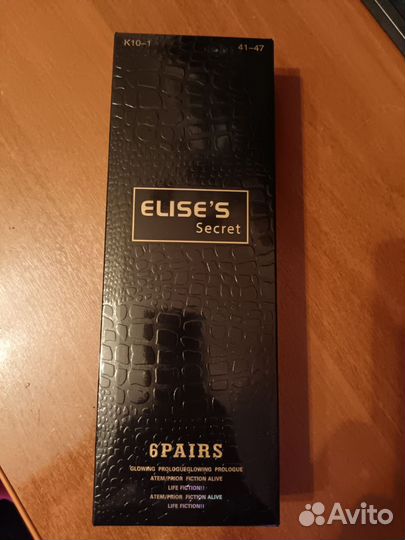 K10-1 41-47
ELISE'S
Secret
6PAIRS
GLOWING PROLOGUEGLOWING PROLOGUE
ATEM/PRIOR FICTION ALIVE
LIFE FICTION!!
ATEM/PRIOR FICTION ALIVE
LIFE FICTION!!
Avito